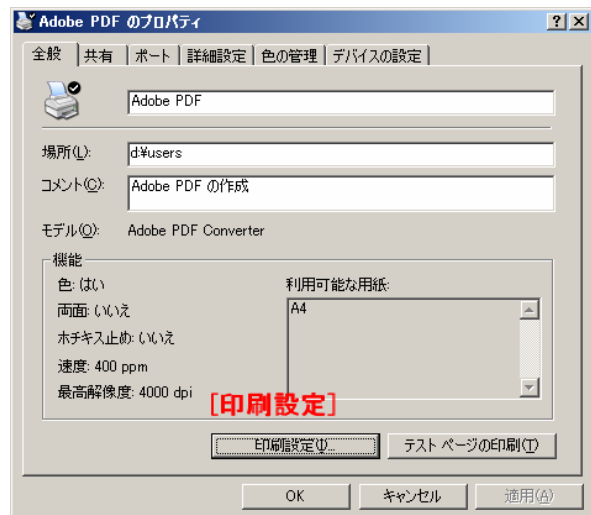 Adobe PDF のプロパティ
全般 共有 ポート 詳細設定 色の管理 デバイスの設定
Adobe PDF
場所(L): d:¥users
コメント(C): Adobe PDF の作成
モデル(O): Adobe PDF Converter
機能
色: はい 利用可能な用紙:
両面: いいえ A4
ホチキス止め: いいえ
速度: 400 ppm
最高解像度: 4000 dpi
[印刷設定]
印刷設定(I)... テスト ページの印刷(T)
OK キャンセル 適用(A)